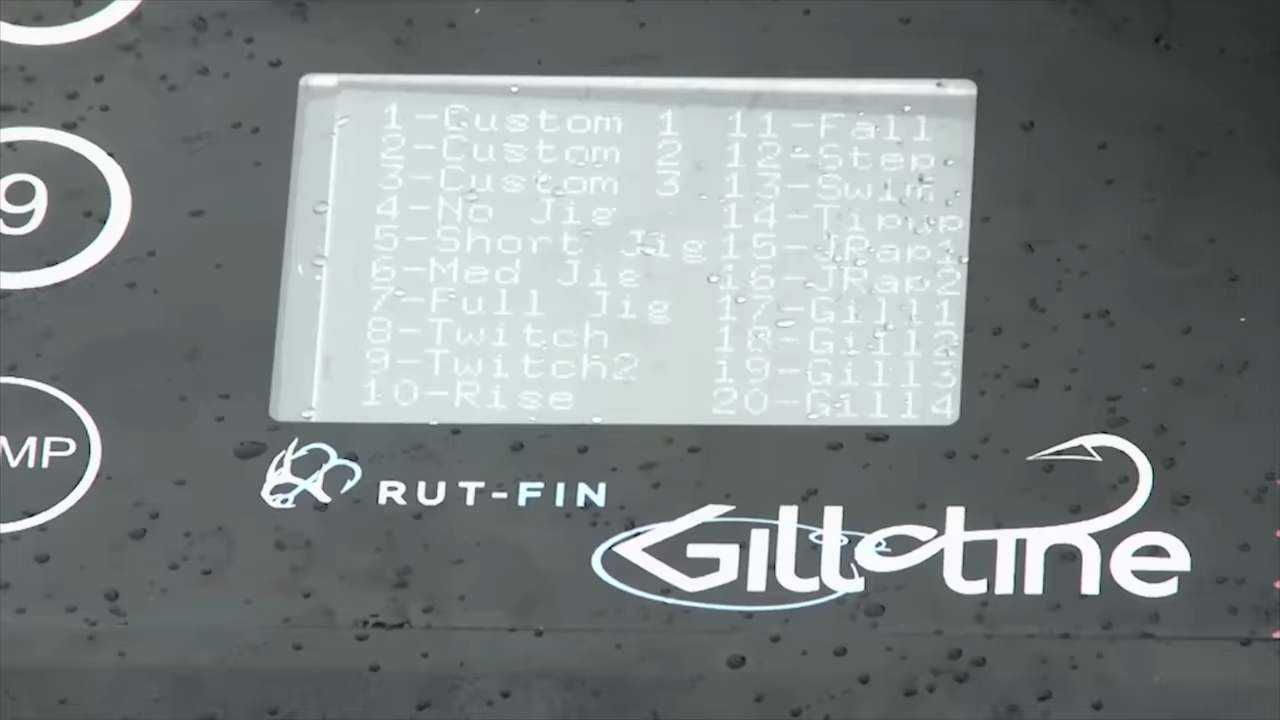 1-Custom 1 11-Fall
2-Custom 2 12-Step
3-Custom 3 13-Swim
4-No Jig 14-Tipup
5-Short Jig 15-JRap1
6-Med Jig 16-JRap2
7-Full Jig 17-Gill1
8-Twitch 18-Gill2
9-Twitch2 19-Gill3
10-Rise 20-Gill4
9
MP
RUT-FIN
Gillotine